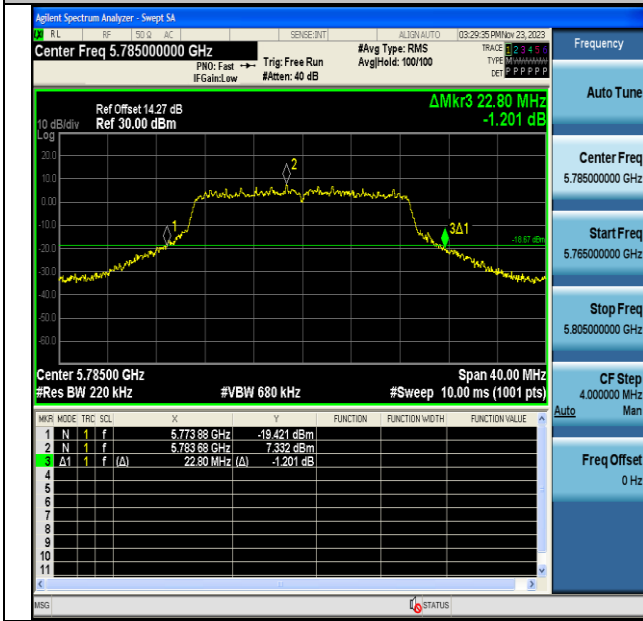 Agilent Spectrum Analyzer - Swept SA
RL RF 50 Ω AC SENSE:INT ALIGN AUTO 03:29:35 PM Nov 23, 2023
Center Freq 5.785000000 GHz
PNO: Fast
IFGain:Low
Trig: Free Run
#Atten: 40 dB
#Avg Type: RMS
Avg|Hold: 100/100
TRACE 1 2 3 4 5 6
TYPE M
DET P P P P P P
Ref Offset 14.27 dB
Ref 30.00 dBm
10 dB/div
Log
ΔMkr3 22.80 MHz
-1.201 dB
20.0
10.0
0.00
-10.0
-20.0
-30.0
-40.0
-50.0
-60.0
1
2
3Δ1
-18.67 dBm
Center 5.78500 GHz
Span 40.00 MHz
#Res BW 220 kHz
#VBW 680 kHz
#Sweep 10.00 ms (1001 pts)
MKR MODE TRC SCL X Y FUNCTION FUNCTION WIDTH FUNCTION VALUE
1 N 1 f 5.773 88 GHz -19.421 dBm
2 N 1 f 5.783 68 GHz 7.332 dBm
3 Δ1 1 f (Δ) 22.80 MHz (Δ) -1.201 dB
4
5
6
7
8
9
10
11
MSG
STATUS
Frequency
Auto Tune
Center Freq
5.785000000 GHz
Start Freq
5.765000000 GHz
Stop Freq
5.805000000 GHz
CF Step
4.000000 MHz
Auto Man
Freq Offset
0 Hz